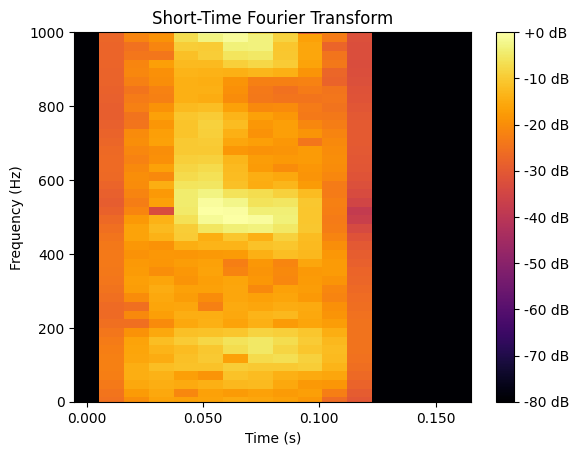 Short-Time Fourier Transform
1000
800
600
400
200
0
Frequency (Hz)
0.000
0.050
0.100
0.150
Time (s)
+0 dB
-10 dB
-20 dB
-30 dB
-40 dB
-50 dB
-60 dB
-70 dB
-80 dB